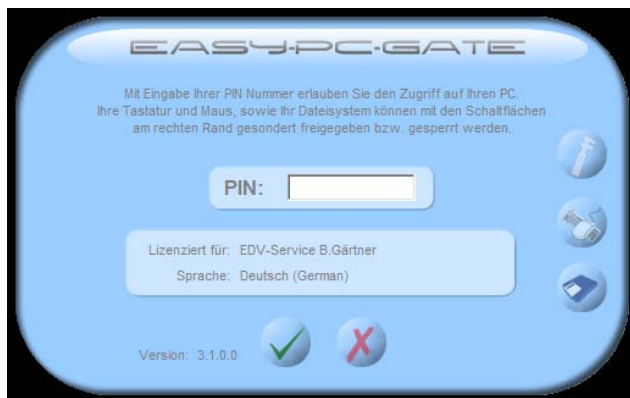 EASY-PC-GATE
Mit Eingabe Ihrer PIN Nummer erlauben Sie den Zugriff auf Ihren PC.
Ihre Tastatur und Maus, sowie Ihr Dateisystem können mit den Schaltflächen
am rechten Rand gesondert freigegeben bzw. gesperrt werden.
PIN:
Lizenziert für: EDV-Service B.Gärtner
Sprache: Deutsch (German)
Version: 3.1.0.0